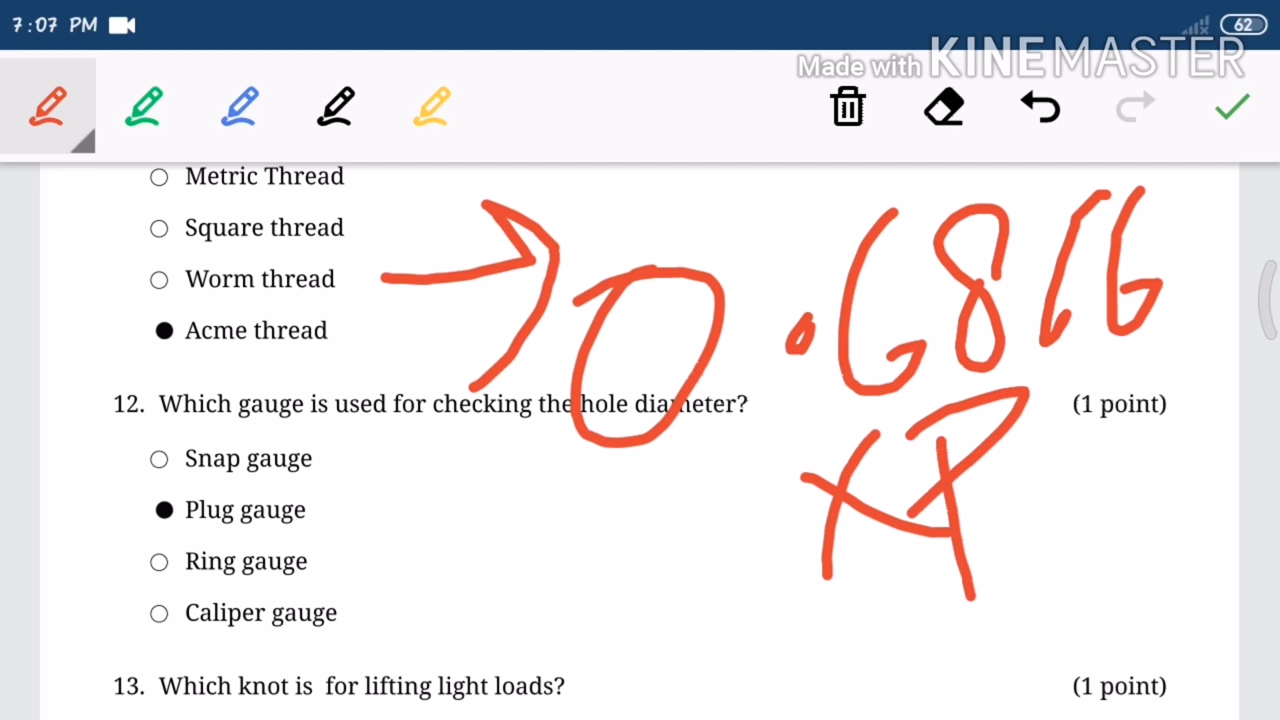 7:07 PM
62
Made with KINEMASTER
Metric Thread
Square thread
Worm thread
Acme thread
0.6866
XP
12. Which gauge is used for checking the hole diameter? (1 point)
Snap gauge
Plug gauge
Ring gauge
Caliper gauge
13. Which knot is for lifting light loads? (1 point)